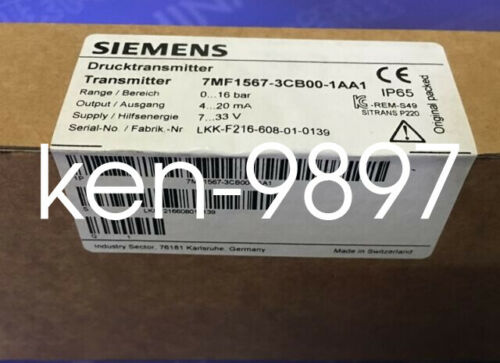 SIEMENS
Drucktransmitter
Transmitter 7MF1567-3CB00-1AA1
Range / Bereich 0...16 bar
Output / Ausgang 4...20 mA
Supply / Hilfsenergie 7...33 V
Serial-No / Fabrik.-Nr LKK-F216-608-01-0139
IP65
-REM-S49
SITRANS P220
Original packed
ken-9897
Industry Sector, 76181 Karlsruhe, Germany
Made in Switzerland